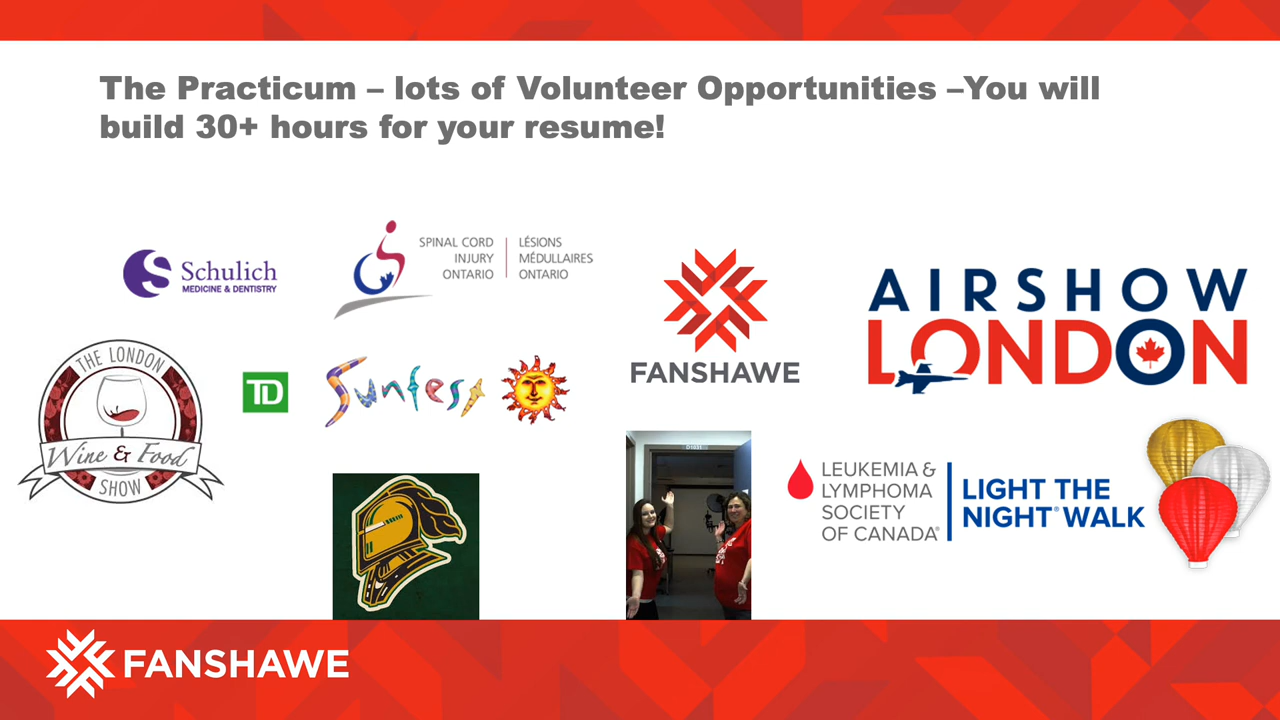 The Practicum – lots of Volunteer Opportunities –You will
build 30+ hours for your resume!
Schulich
MEDICINE & DENTISTRY
SPINAL CORD
INJURY
ONTARIO
LÉSIONS
MÉDULLAIRES
ONTARIO
FANSHAWE
AIRSHOW
LONDON
THE LONDON
Wine & Food
SHOW
TD
Sunfest
LEUKEMIA &
LYMPHOMA
SOCIETY
OF CANADA®
LIGHT THE
NIGHT® WALK
FANSHAWE